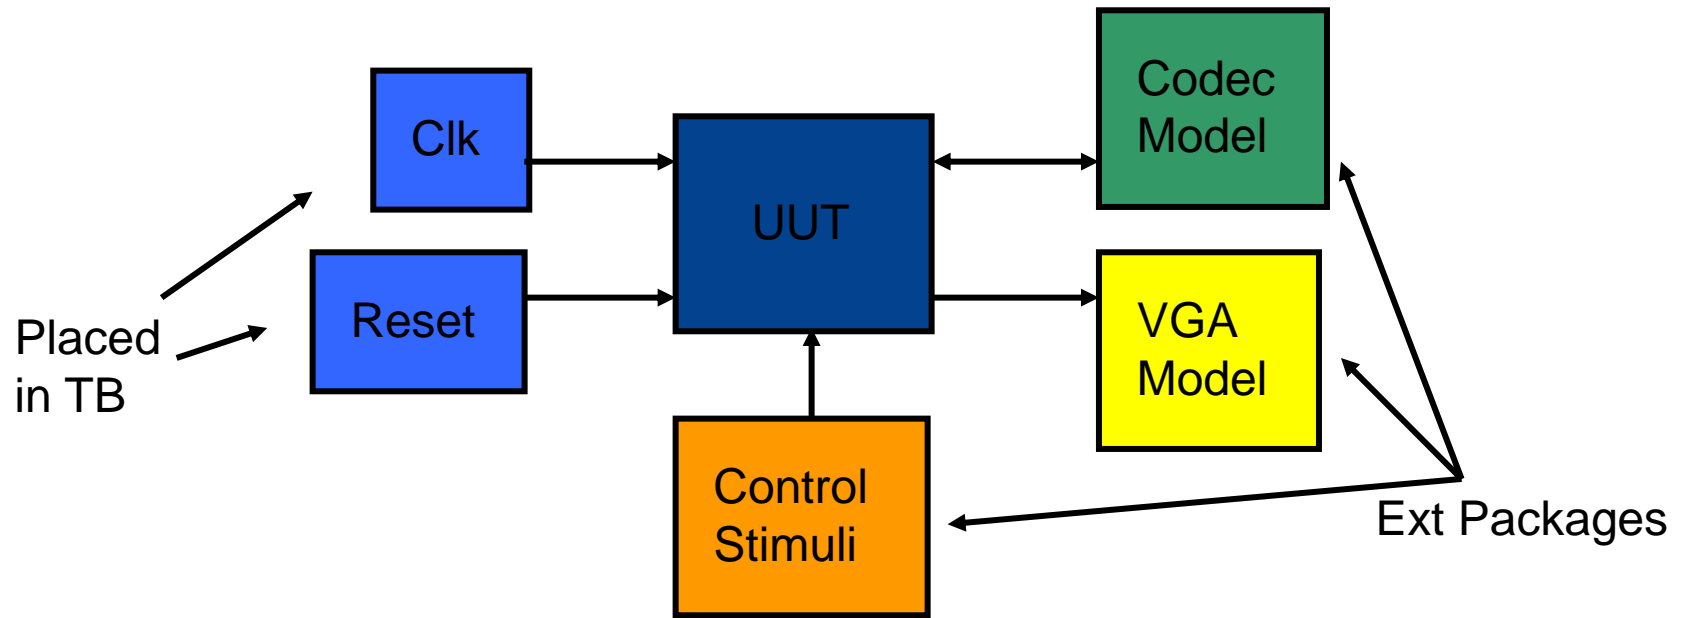 Clk
Codec
Model
UUT
Reset
Placed
in TB
VGA
Model
Control
Stimuli
Ext Packages